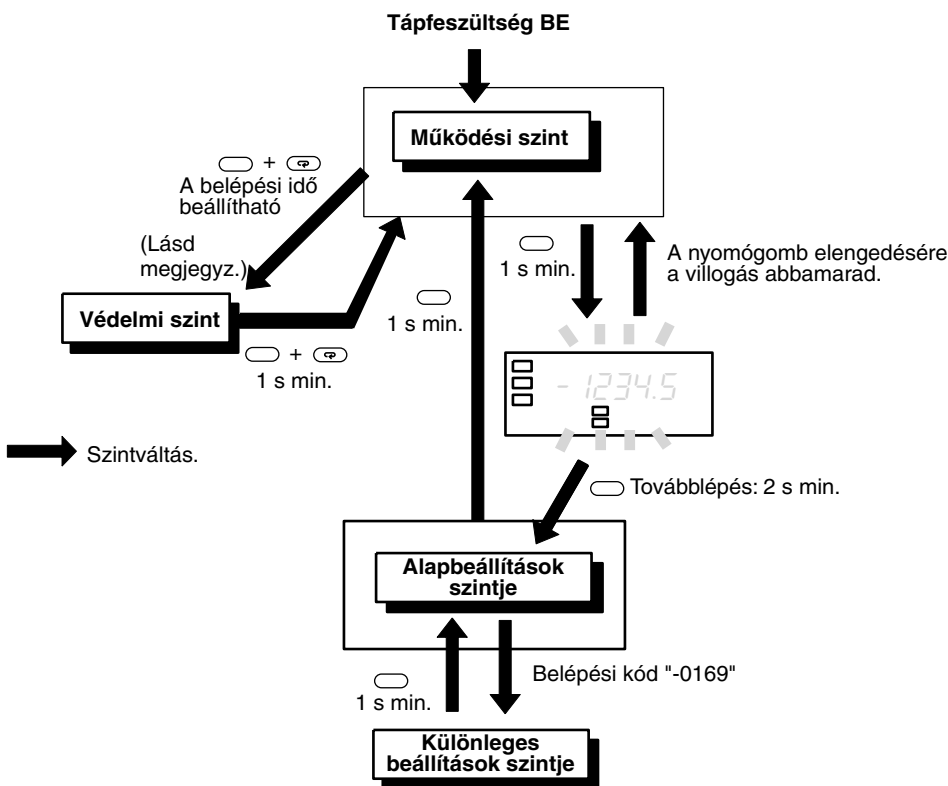 Tápfeszültség BE
Működési szint
+
A belépési idő
beállítható
(Lásd
megjegyz.)
1 s min.
A nyomógomb elengedésére
a villogás abbamarad.
1 s min.
Védelmi szint
+
1 s min.
-1234.5
Szintváltás.
Továbblépés: 2 s min.
Alapbeállítások
szintje
Belépési kód "-0169"
1 s min.
Különleges
beállítások szintje